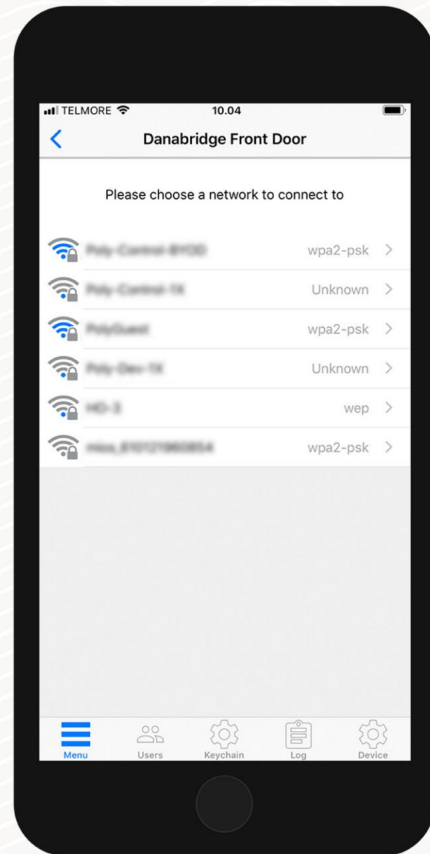 TELMORE 10.04
Danabridge Front Door
Please choose a network to connect to
wpa2-psk
Unknown
PolyGuest wpa2-psk
Unknown
HO-3 wep
wpa2-psk
Menu Users Keychain Log Device